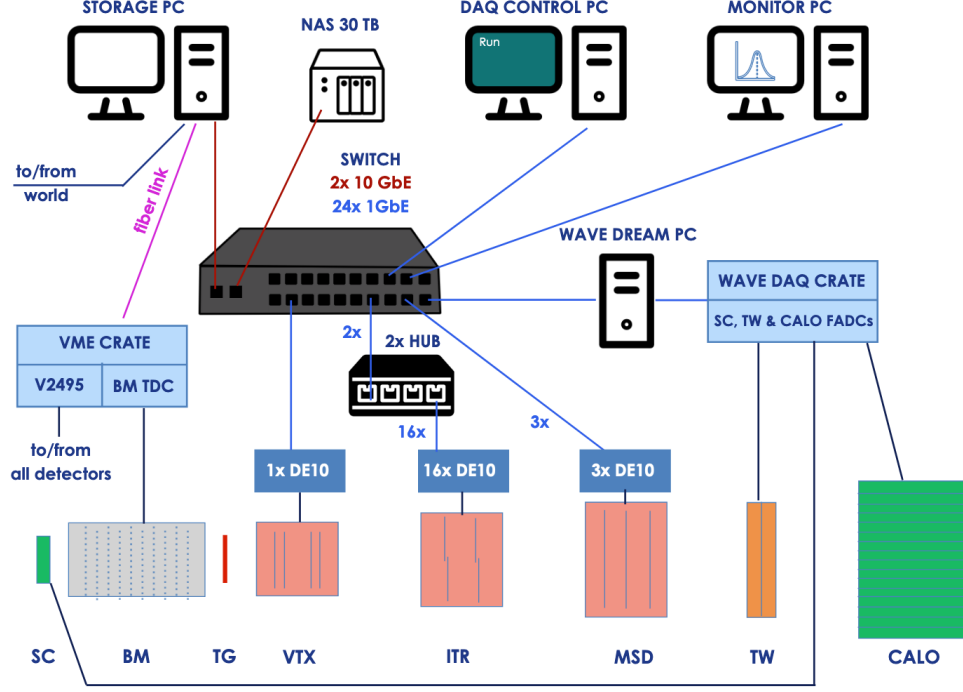 STORAGE PC
NAS 30 TB
DAQ CONTROL PC
MONITOR PC
Run
to/from
world
fiber link
SWITCH
2x 10 GbE
24x 1GbE
WAVE DREAM PC
WAVE DAQ CRATE
SC, TW & CALO FADCs
VME CRATE
V2495
BM TDC
2x
2x HUB
16x
3x
to/from
all detectors
1x DE10
16x DE10
3x DE10
SC
BM
TG
VTX
ITR
MSD
TW
CALO